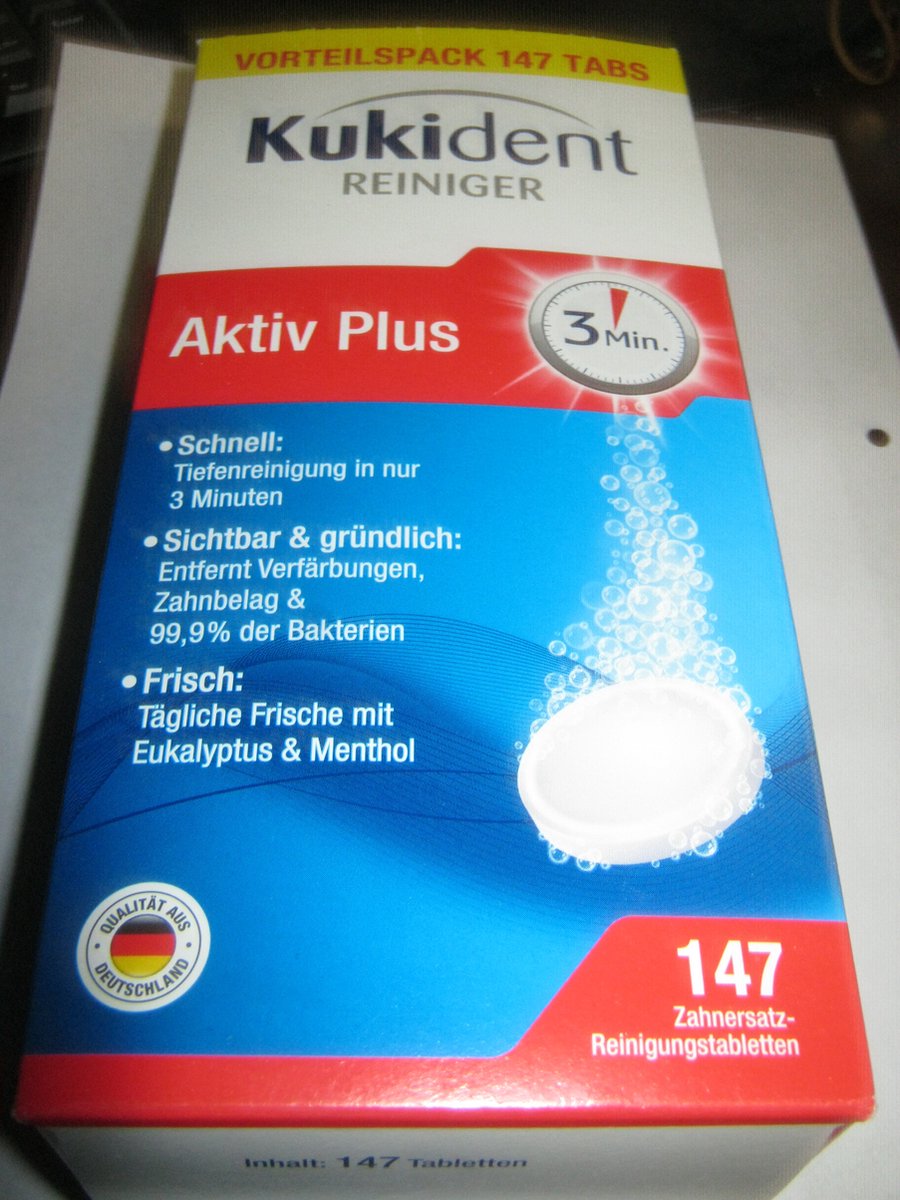 VORTEILSPACK 147 TABS
Kukident
REINIGER
Aktiv Plus
3 Min.
• Schnell:
Tiefenreinigung in nur
3 Minuten
• Sichtbar & gründlich:
Entfernt Verfärbungen,
Zahnbelag &
99,9% der Bakterien
• Frisch:
Tägliche Frische mit
Eukalyptus & Menthol
QUALITÄT AUS
DEUTSCHLAND
147
Zahnersatz-
Reinigungstabletten
Inhalt: 147 Tabletten